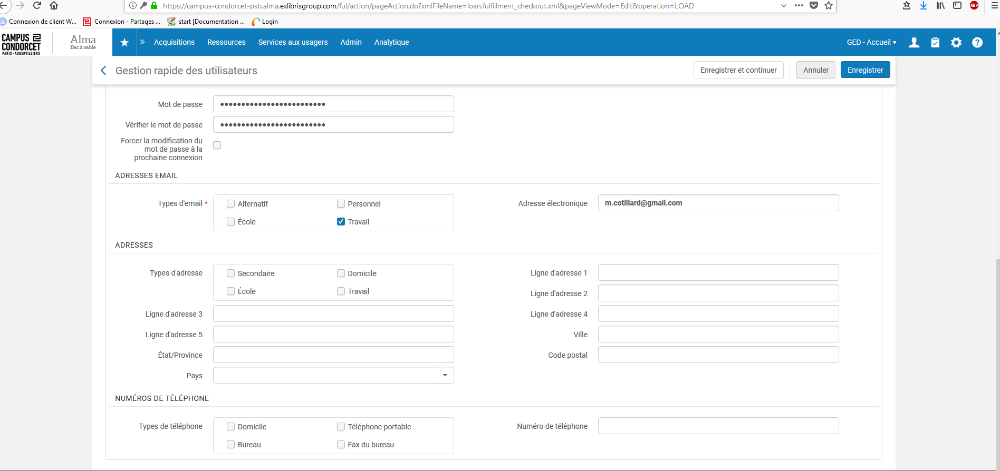 https://campus-condorcet-psb.alma.exlibrisgroup.com/ful/action/pageAction.do?xmlFileName=loan.fulfillment_checkout.xml&pageViewMode=Edit&operation=LOAD
ABP
Connexion de client W... Connexion - Partages ... start [Documentation ... Login
CAMPUS
CONDORCET
PARIS - AUBERVILLIERS
Alma
Bac à sable
Acquisitions Ressources Services aux usagers Admin Analytique GED - Accueil
Gestion rapide des utilisateurs Enregistrer et continuer Annuler Enregistrer
Mot de passe •••••••••••••••••••••••••
Vérifier le mot de passe •••••••••••••••••••••••••
Forcer la modification du
mot de passe à la
prochaine connexion
ADRESSES EMAIL
Types d'email * Alternatif Personnel Adresse électronique m.cotillard@gmail.com
École Travail
ADRESSES
Types d'adresse Secondaire Domicile Ligne d'adresse 1
École Travail
Ligne d'adresse 2
Ligne d'adresse 3 Ligne d'adresse 4
Ligne d'adresse 5 Ville
État/Province Code postal
Pays
NUMÉROS DE TÉLÉPHONE
Types de téléphone Domicile Téléphone portable Numéro de téléphone
Bureau Fax du bureau